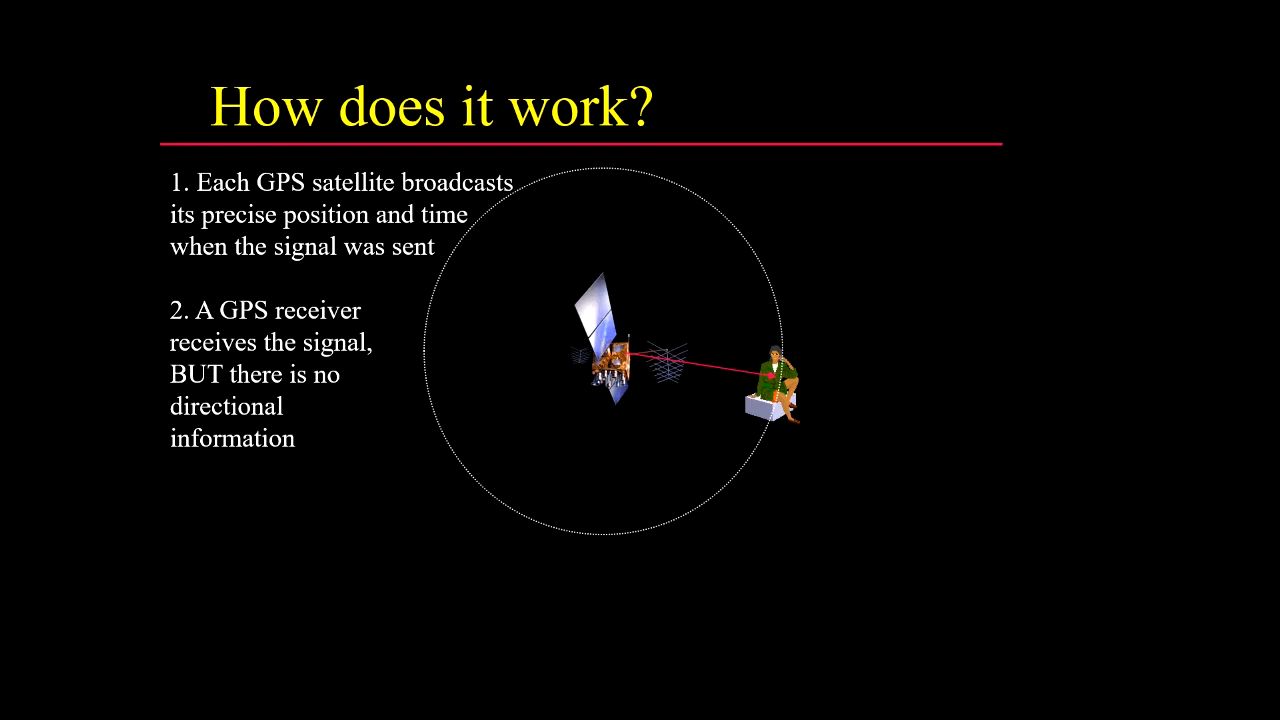 How does it work?
1. Each GPS satellite broadcasts
its precise position and time
when the signal was sent
2. A GPS receiver
receives the signal,
BUT there is no
directional
information